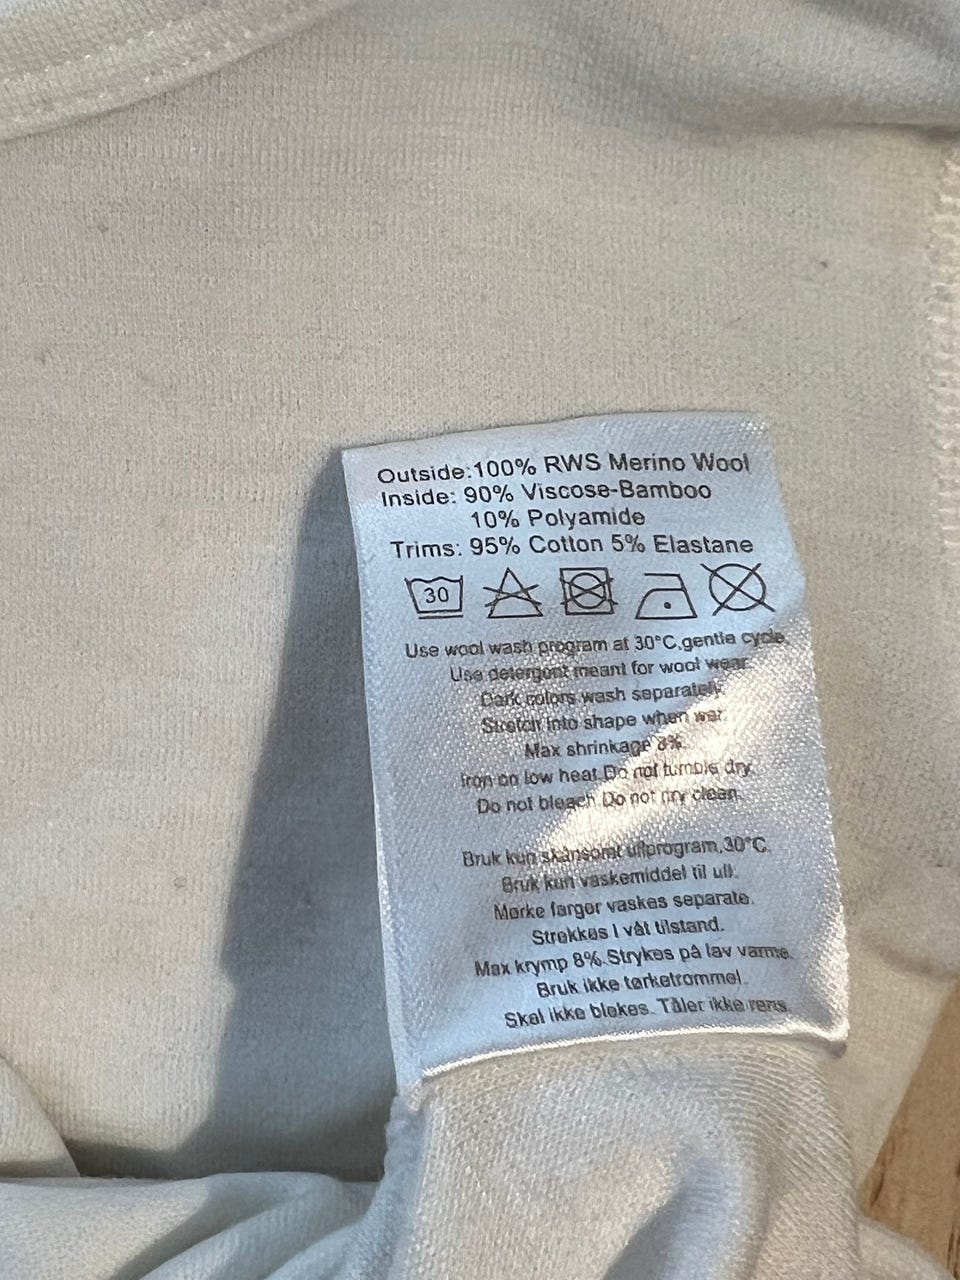 Outside:100% RWS Merino Wool
Inside: 90% Viscose-Bamboo
10% Polyamide
Trims: 95% Cotton 5% Elastane
30
Use wool wash program at 30°C,gentle cycle.
Use detergent meant for wool wear.
Dark colors wash separately.
Stretch into shape when wet.
Max shrinkage 8%.
Iron on low heat.Do not tumble dry.
Do not bleach.Do not dry clean.
Bruk kun skånsomt ullprogram,30°C.
Bruk kun vaskemiddel til ull.
Mørke farger vaskes separate.
Strekkes I våt tilstand.
Max krymp 8%.Strykes på lav varme.
Bruk ikke tørketrommel.
Skal ikke blekes. Tåler ikke rens.